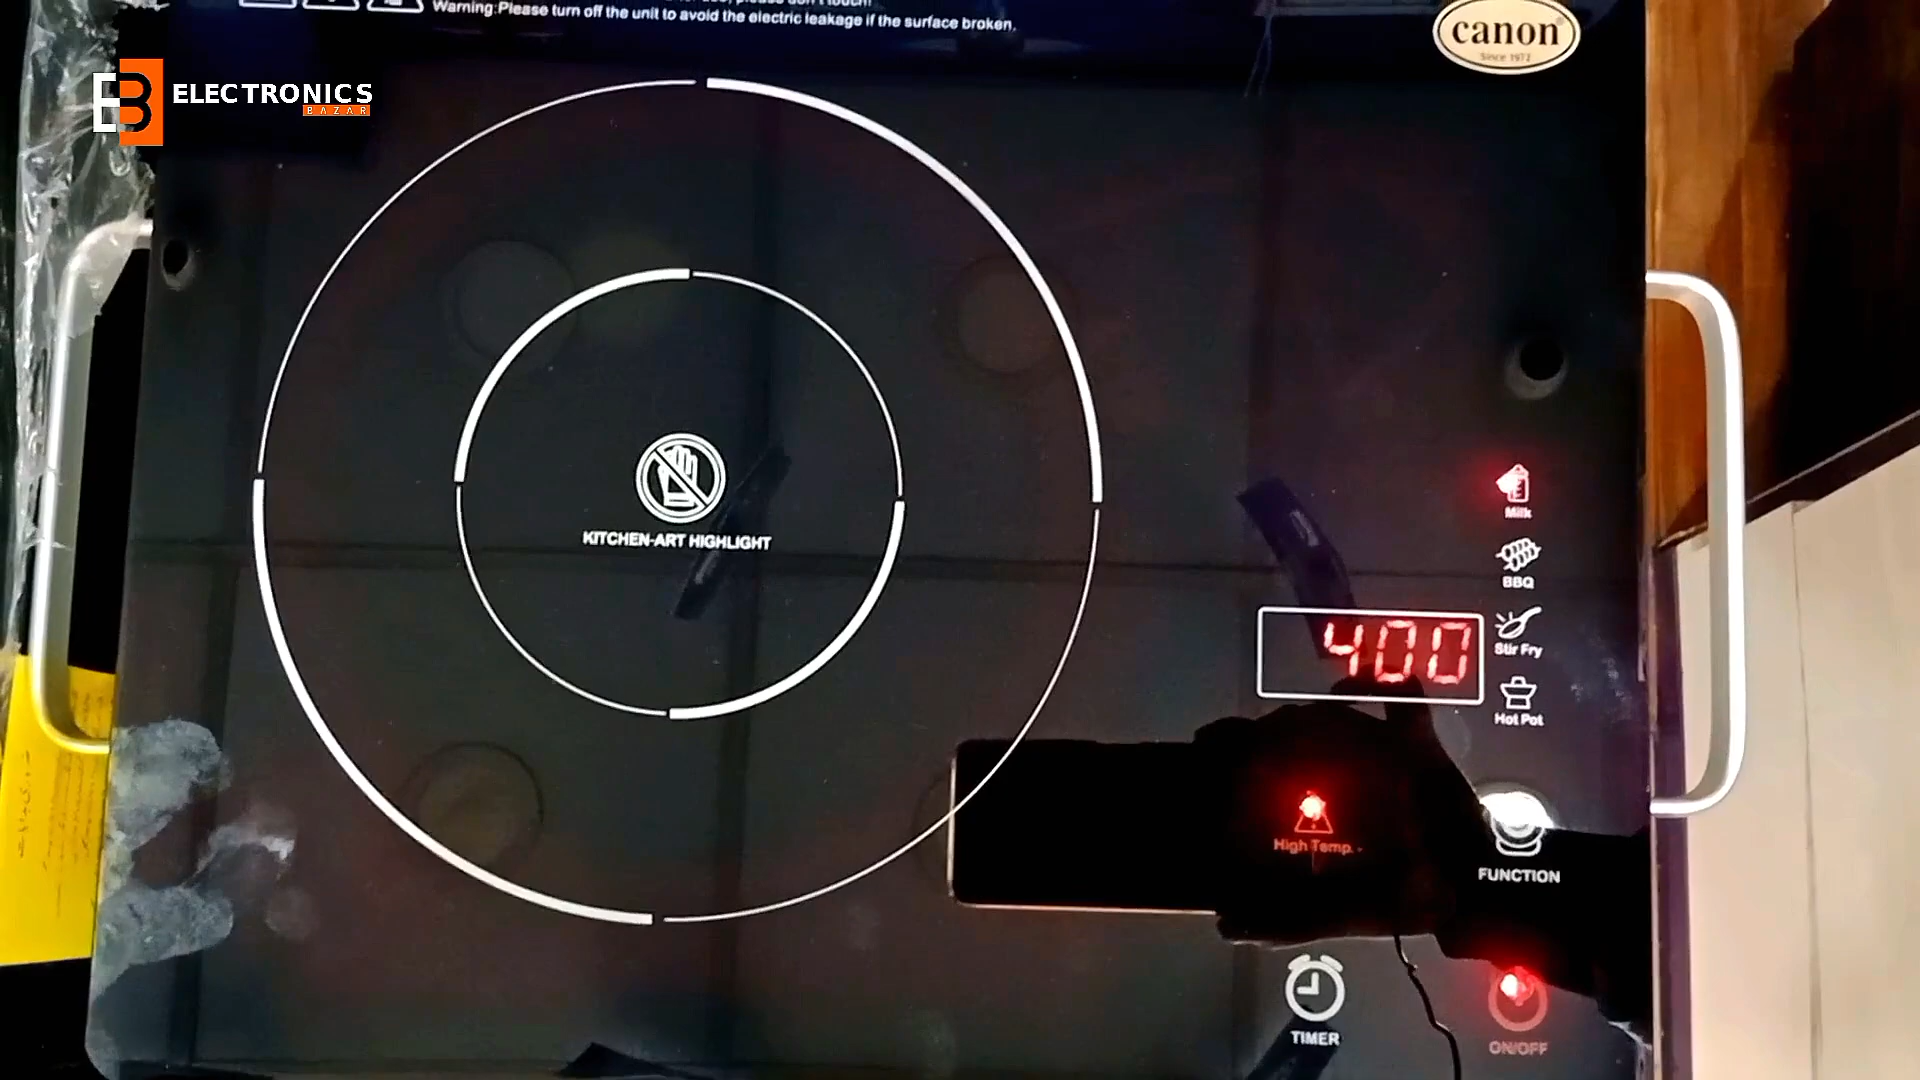 Warning:Please turn off the unit to avoid the electric leakage if the surface broken.
canon
Since 1972
ELECTRONICS
BAZAR
KITCHEN-ART HIGHLIGHT
Milk
BBQ
400
Stir Fry
Hot Pot
High Temp.
FUNCTION
TIMER
ON/OFF